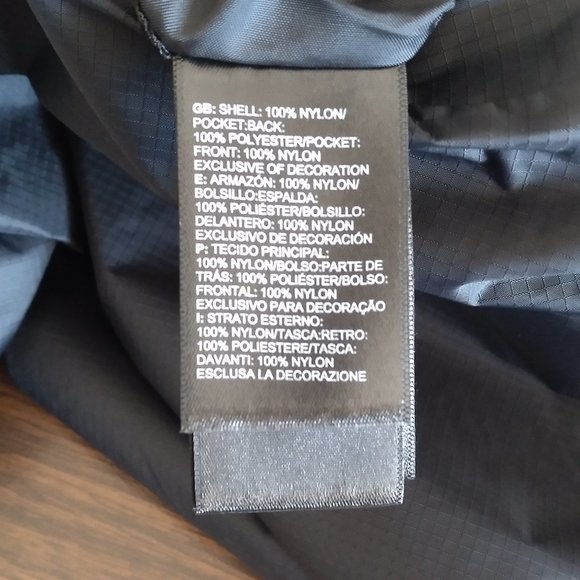 GB: SHELL: 100% NYLON/
POCKET:BACK:
100% POLYESTER/POCKET:
FRONT: 100% NYLON
EXCLUSIVE OF DECORATION
E: ARMAZÓN: 100% NYLON/
BOLSILLO:ESPALDA:
100% POLIÉSTER/BOLSILLO:
DELANTERO: 100% NYLON
EXCLUSIVO DE DECORACIÓN
P: TECIDO PRINCIPAL:
100% NYLON/BOLSO:PARTE DE
TRÁS: 100% POLIÉSTER/BOLSO:
FRONTAL: 100% NYLON
EXCLUSIVO PARA DECORAÇÃO
I: STRATO ESTERNO:
100% NYLON/TASCA:RETRO:
100% POLIESTERE/TASCA:
DAVANTI: 100% NYLON
ESCLUSA LA DECORAZIONE